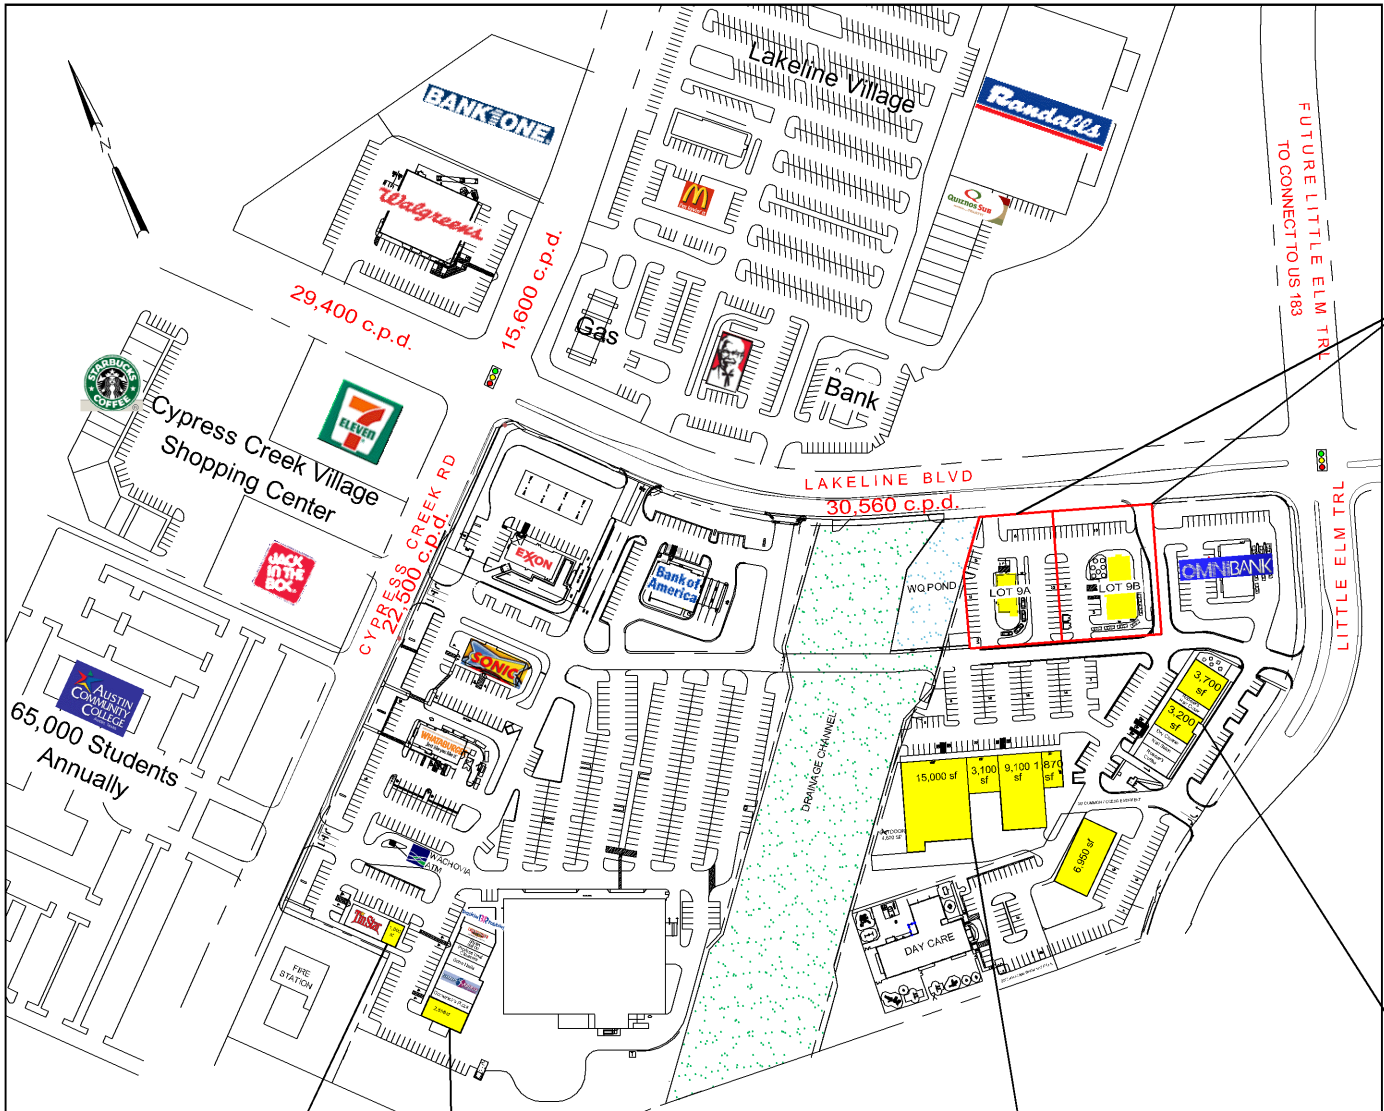 Lakeline Village
BANK ONE
Randalls
FUTURE LITTLE ELM TRL
TO CONNECT TO US 183
Walgreens
QUIZNOS SUB
N
29,400 c.p.d.
15,600 c.p.d.
Gas
Bank
STARBUCKS
COFFEE
7
ELEVEN
Cypress Creek Village
Shopping Center
CYPRESS CREEK RD
22,500 c.p.d.
LAKELINE BLVD
30,560 c.p.d.
LITTLE ELM TRL
EXXON
Bank of
America
JACK
IN THE
BOX
WQ POND
LOT 9A
LOT 9B
OMNIBANK
SONIC
WHATABURGER
AUSTIN
COMMUNITY
COLLEGE
65,000 Students
Annually
DRAINAGE CHANNEL
3,700
sf
3,200
sf
15,000 sf
3,100
sf
9,100
sf
1,870
sf
6,950 sf
WACHOVIA
ATM
FIRE
STATION
DAY CARE